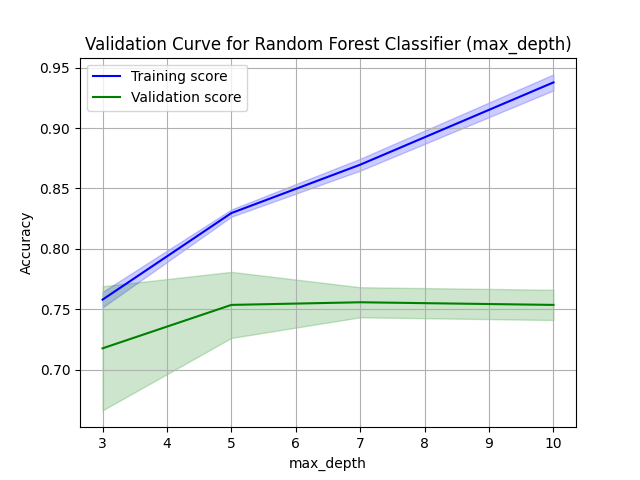 Validation Curve for Random Forest Classifier (max_depth)
Training score
Validation score
0.95
0.90
0.85
0.80
0.75
0.70
Accuracy
3 4 5 6 7 8 9 10
max_depth